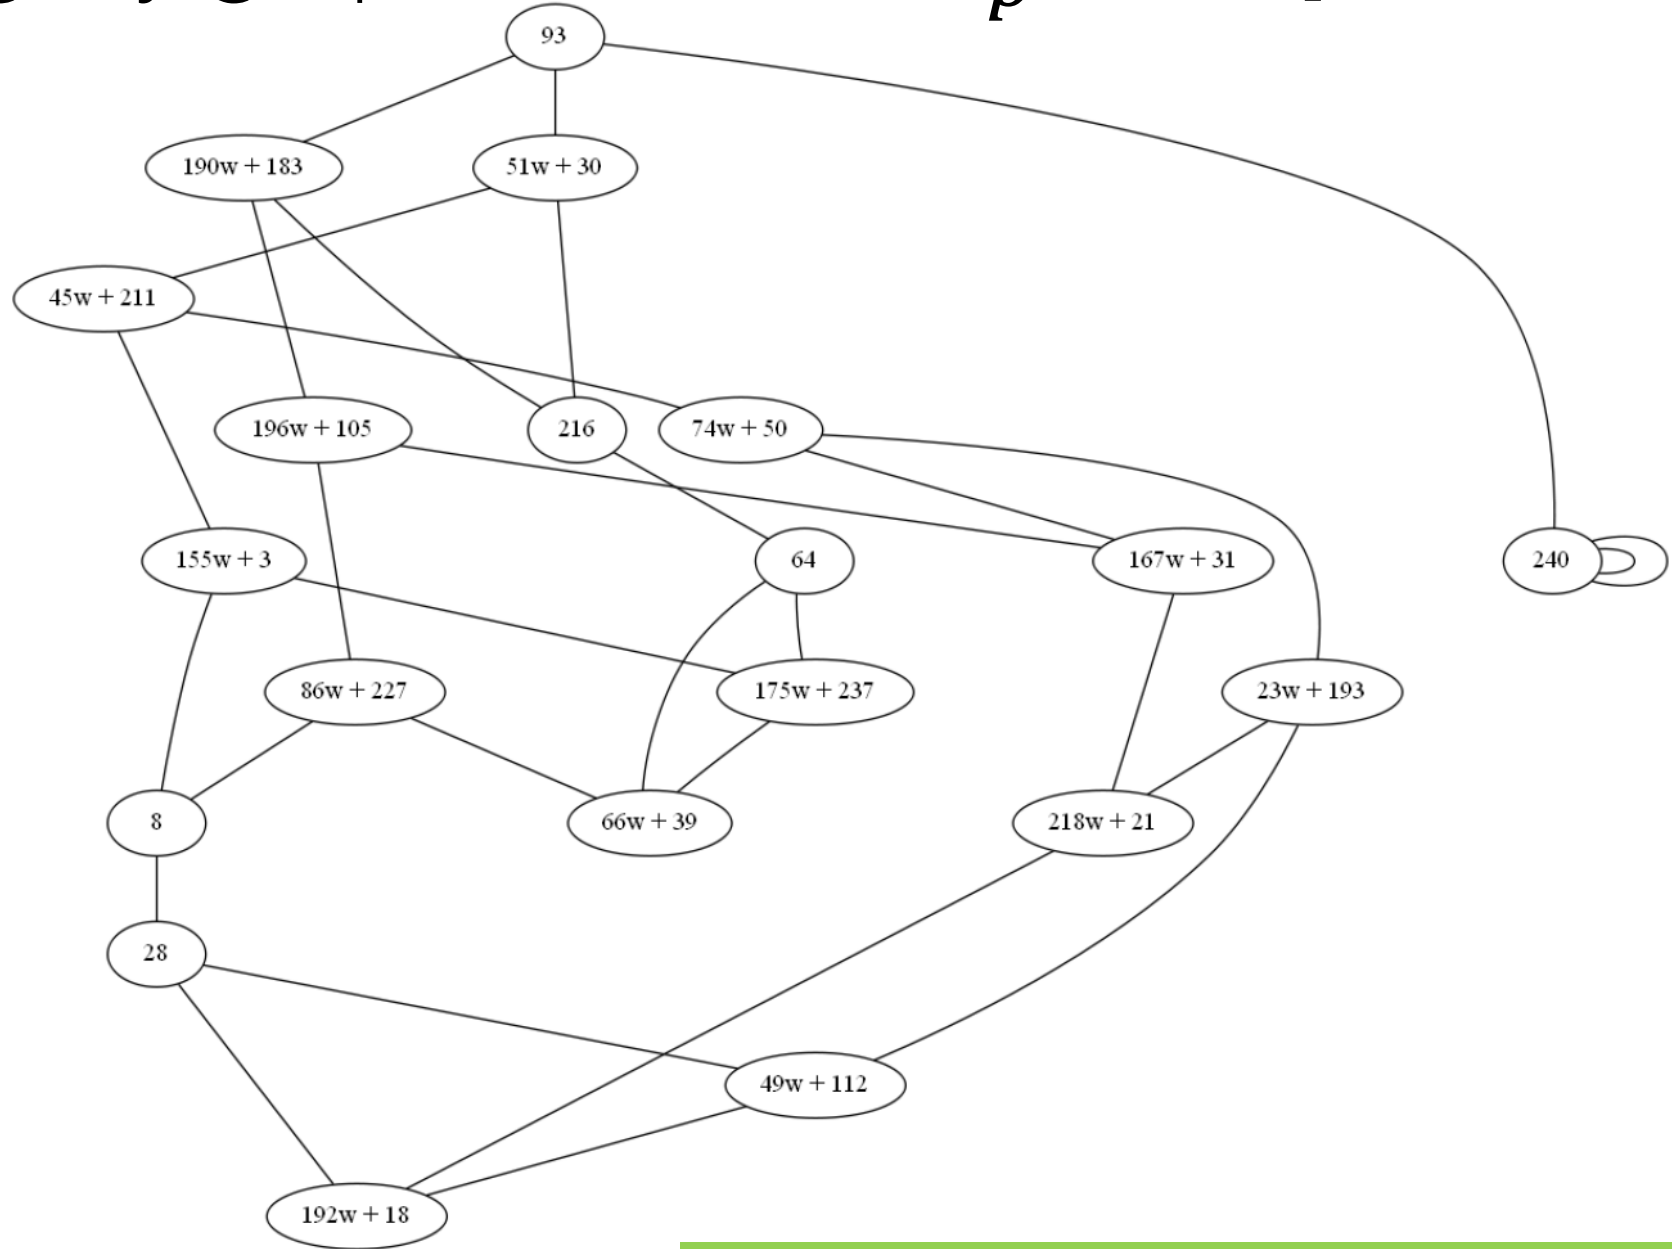 p
93
190w + 183
51w + 30
45w + 211
196w + 105
216
74w + 50
155w + 3
64
167w + 31
240
86w + 227
175w + 237
23w + 193
8
66w + 39
218w + 21
28
49w + 112
192w + 18